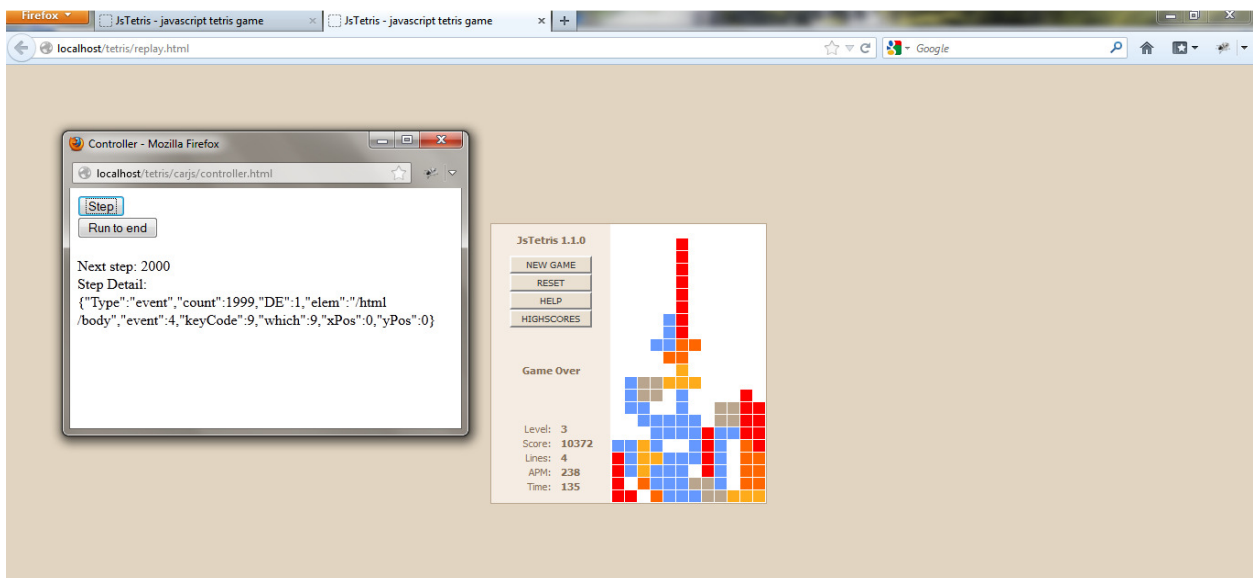 Firefox
JsTetris - javascript tetris game
JsTetris - javascript tetris game
localhost/tetris/replay.html
Google
Controller - Mozilla Firefox
localhost/tetris/carjs/controller.html
Step
Run to end
Next step: 2000
Step Detail:
{"Type":"event","count":1999,"DE":1,"elem":"/html
/body","event":4,"keyCode":9,"which":9,"xPos":0,"yPos":0}
JsTetris 1.1.0
NEW GAME
RESET
HELP
HIGHSCORES
Game Over
Level: 3
Score: 10372
Lines: 4
APM: 238
Time: 135